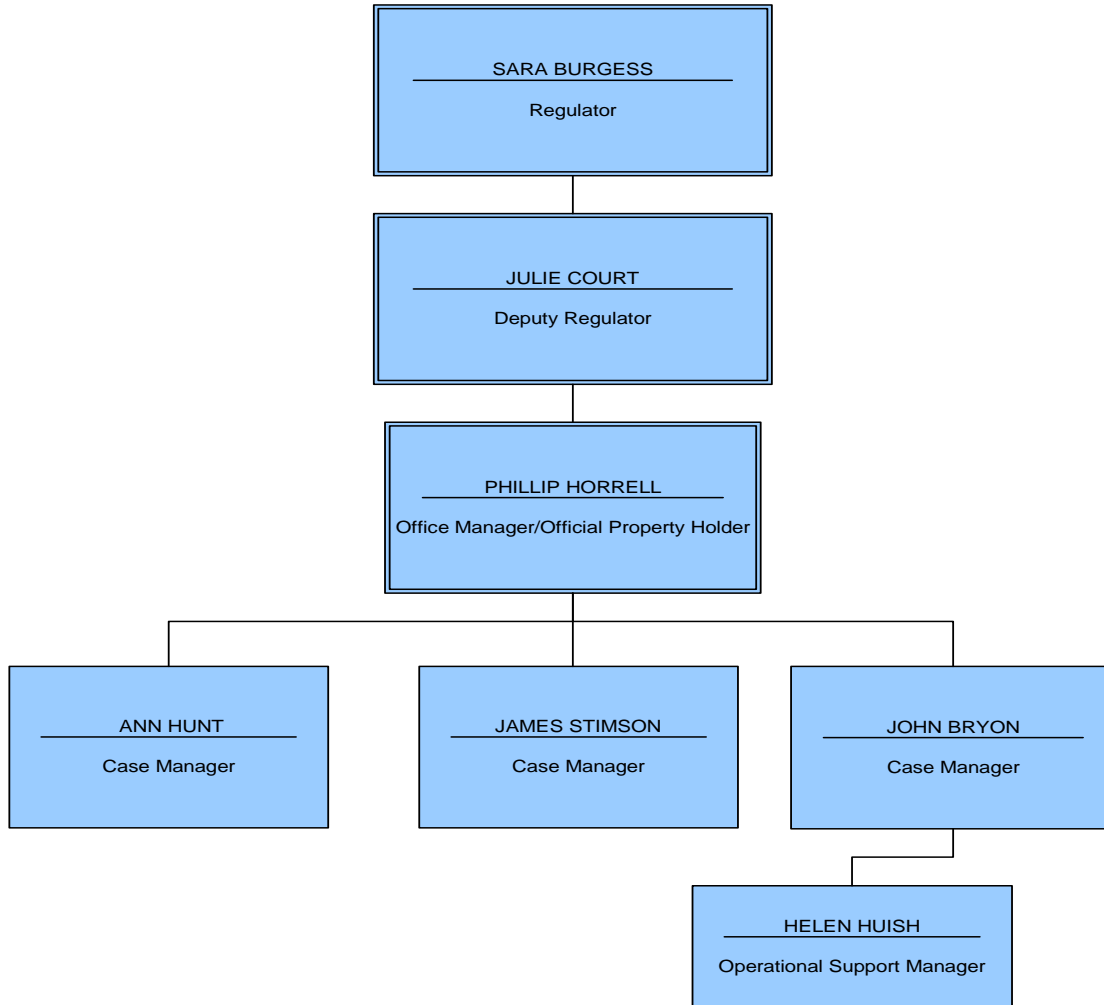 SARA BURGESS
Regulator
JULIE COURT
Deputy Regulator
PHILLIP HORRELL
Office Manager/Official Property Holder
ANN HUNT
Case Manager
JAMES STIMSON
Case Manager
JOHN BRYON
Case Manager
HELEN HUISH
Operational Support Manager